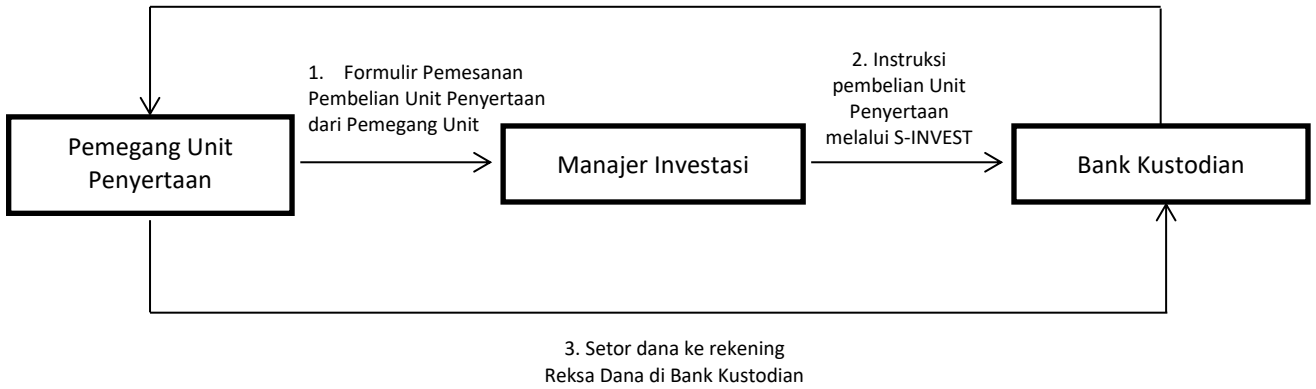 1. Formulir Pemesanan
Pembelian Unit Penyertaan
dari Pemegang Unit
2. Instruksi
pembelian Unit
Penyertaan
melalui S-INVEST
Pemegang Unit
Penyertaan
Manajer Investasi
Bank Kustodian
3. Setor dana ke rekening
Reksa Dana di Bank Kustodian